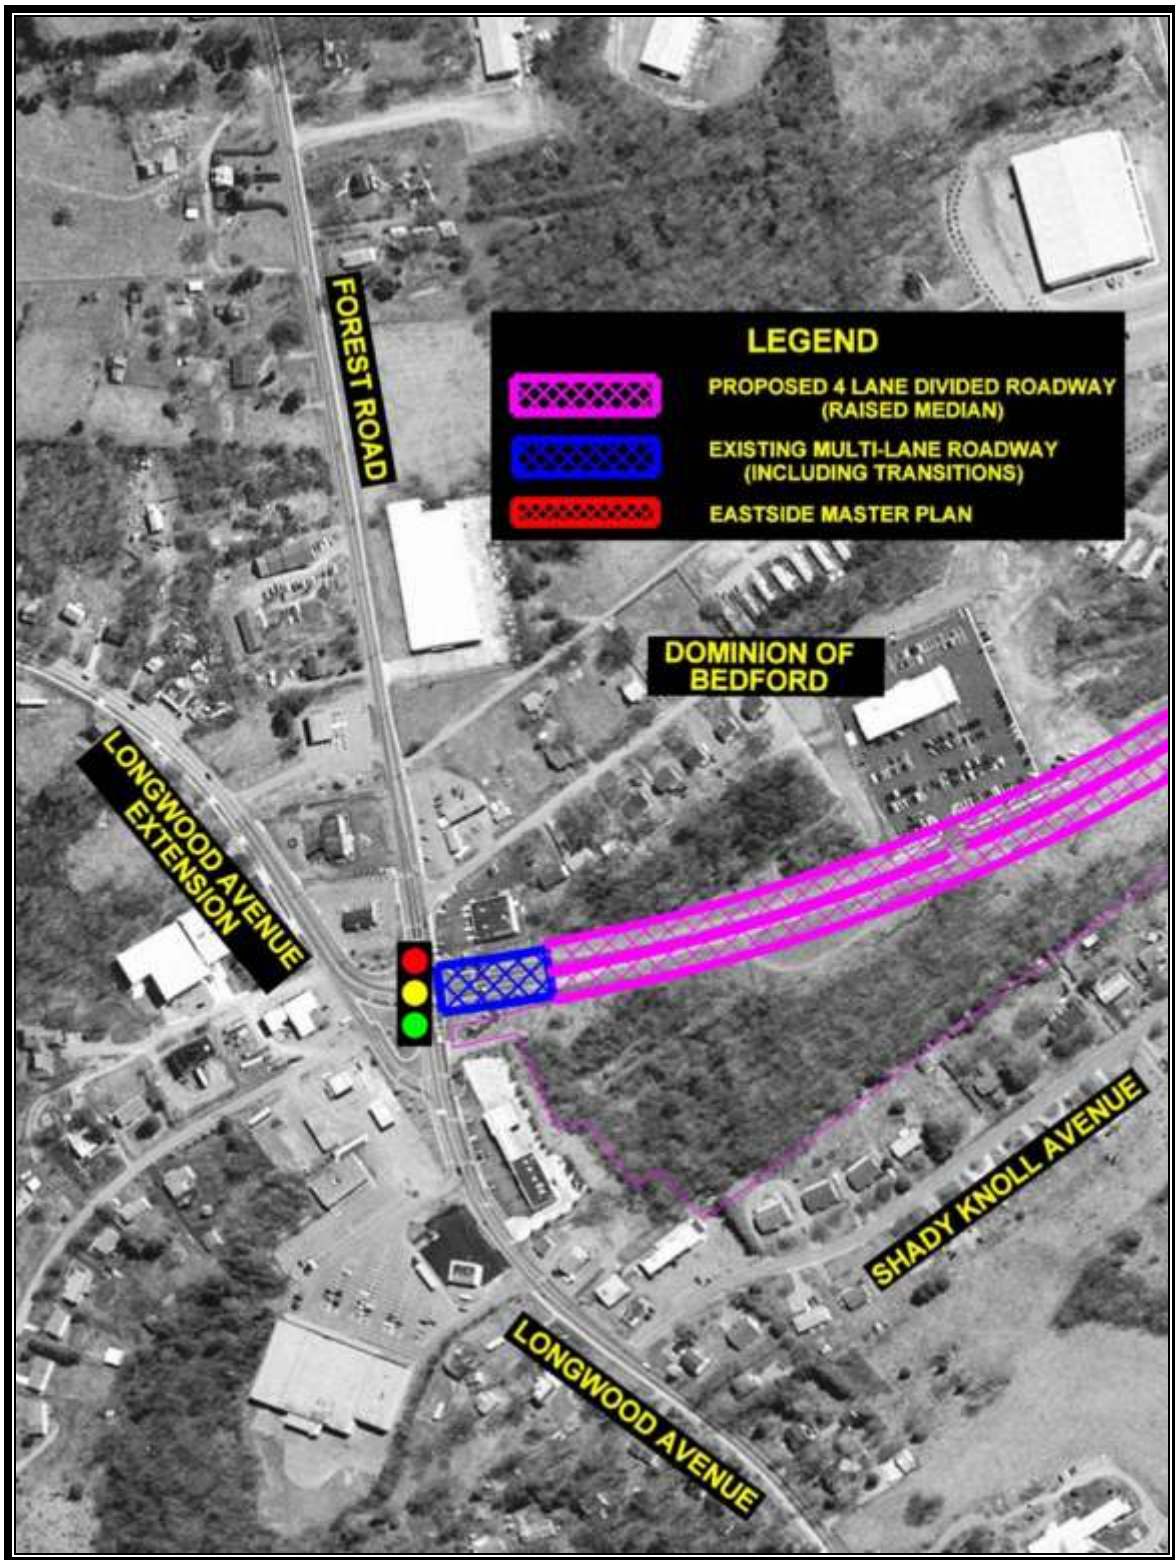 FOREST ROAD
LEGEND
PROPOSED 4 LANE DIVIDED ROADWAY
(RAISED MEDIAN)
EXISTING MULTI-LANE ROADWAY
(INCLUDING TRANSITIONS)
EASTSIDE MASTER PLAN
DOMINION OF
BEDFORD
LONGWOOD AVENUE
EXTENSION
SHADY KNOLL AVENUE
LONGWOOD AVENUE